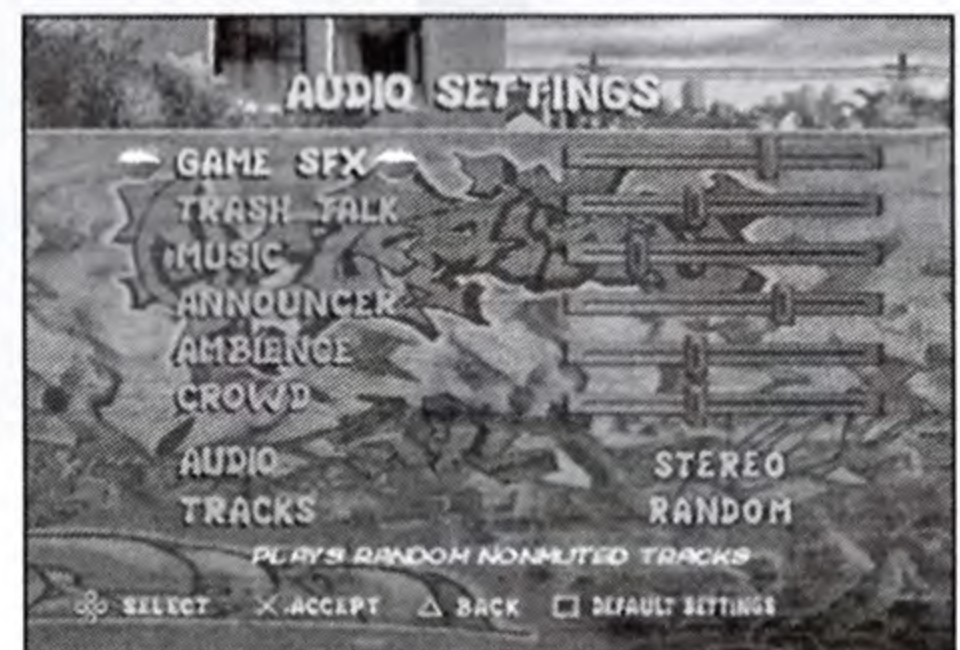 AUDIO SETTINGS
GAME SFX
TRASH TALK
MUSIC
ANNOUNCER
AMBIENCE
CROWD
AUDIO STEREO
TRACKS RANDOM
PLAYS RANDOM NONMUTED TRACKS
SELECT ACCEPT BACK DEFAULT SETTINGS